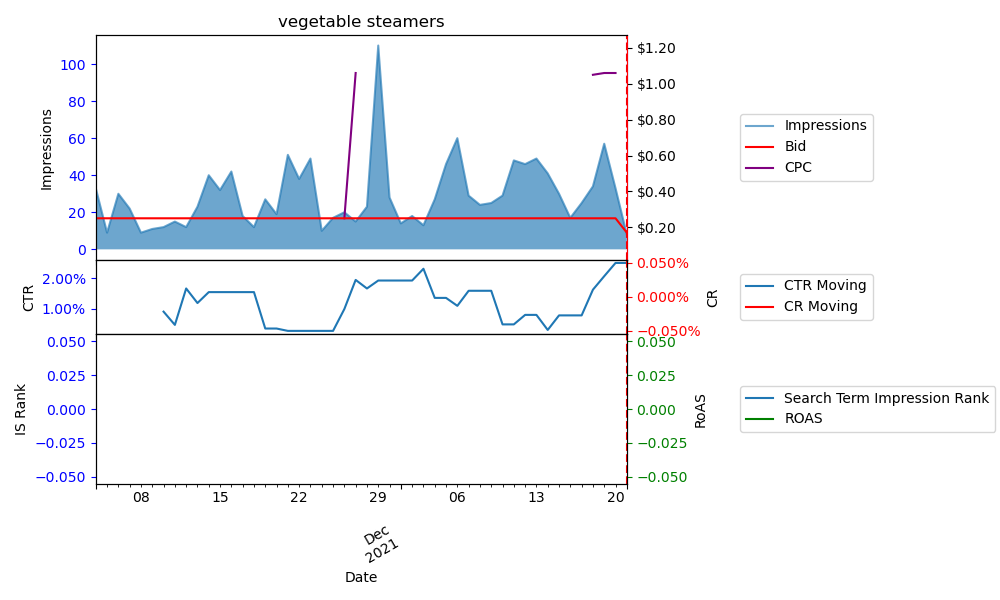 vegetable steamers
Impressions
100
80
60
40
20
0
$1.20
$1.00
$0.80
$0.60
$0.40
$0.20
Impressions
Bid
CPC
CTR
2.00%
1.00%
0.050%
0.000%
−0.050%
CR
CTR Moving
CR Moving
IS Rank
0.050
0.025
0.000
−0.025
−0.050
0.050
0.025
0.000
−0.025
−0.050
RoAS
Search Term Impression Rank
ROAS
08 15 22 29 06 13 20
Dec
2021
Date